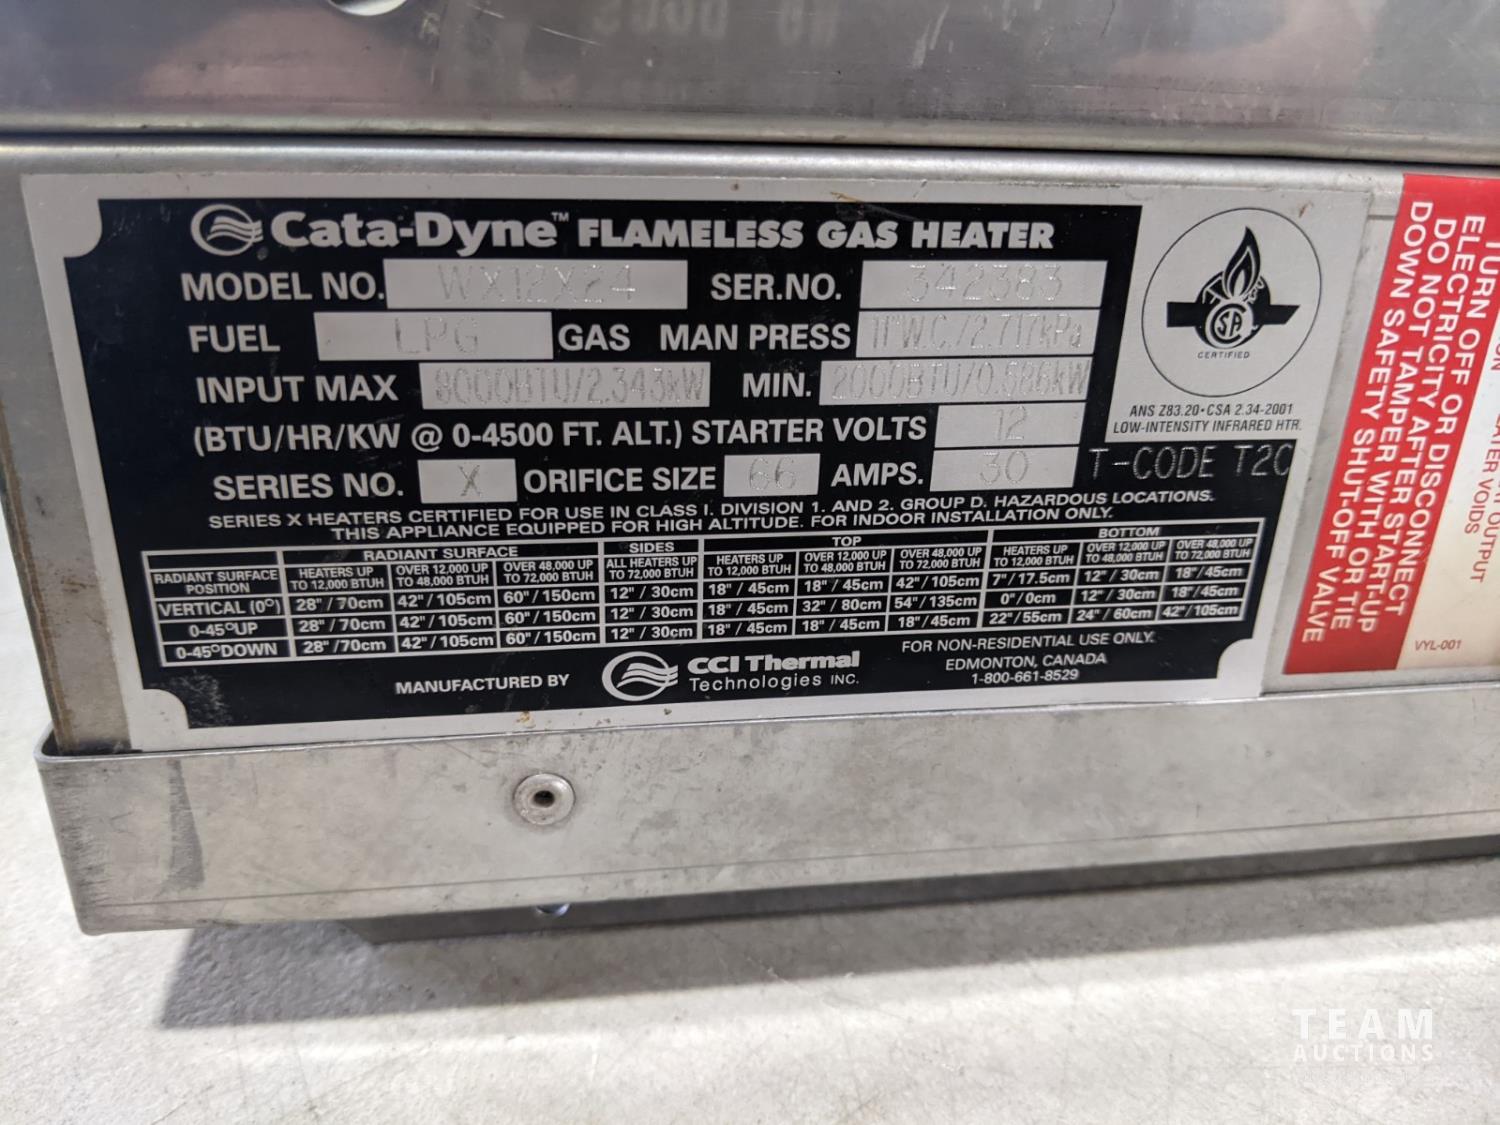 Cata-Dyne™ FLAMELESS GAS HEATER
MODEL NO. WX12X24 SER.NO. 342383
FUEL LPG GAS MAN PRESS 11"W.C./2.717kPa
INPUT MAX 8000BTU/2.343kW MIN. 2000BTU/0.586kW
(BTU/HR/KW @ 0-4500 FT. ALT.) STARTER VOLTS 12
SERIES NO. X ORIFICE SIZE 66 AMPS. 30 T-CODE T2C
SERIES X HEATERS CERTIFIED FOR USE IN CLASS I. DIVISION 1. AND 2. GROUP D. HAZARDOUS LOCATIONS.
THIS APPLIANCE EQUIPPED FOR HIGH ALTITUDE. FOR INDOOR INSTALLATION ONLY.
RADIANT SURFACE SIDES TOP BOTTOM
RADIANT SURFACE POSITION HEATERS UP TO 12,000 BTUH OVER 12,000 UP TO 48,000 BTUH OVER 48,000 UP TO 72,000 BTUH ALL HEATERS UP TO 72,000 BTUH HEATERS UP TO 12,000 BTUH OVER 12,000 UP TO 48,000 BTUH OVER 48,000 UP TO 72,000 BTUH HEATERS UP TO 12,000 BTUH OVER 12,000 UP TO 48,000 BTUH OVER 48,000 UP TO 72,000 BTUH
VERTICAL (0°) 28" / 70cm 42" / 105cm 60" / 150cm 12" / 30cm 18" / 45cm 18" / 45cm 42" / 105cm 7" / 17.5cm 12" / 30cm 18" / 45cm
0-45°UP 28" / 70cm 42" / 105cm 60" / 150cm 12" / 30cm 18" / 45cm 32" / 80cm 54" / 135cm 0" / 0cm 12" / 30cm 18" / 45cm
0-45°DOWN 28" / 70cm 42" / 105cm 60" / 150cm 12" / 30cm 18" / 45cm 18" / 45cm 18" / 45cm 22" / 55cm 24" / 60cm 42" / 105cm
MANUFACTURED BY CCI Thermal Technologies INC.
FOR NON-RESIDENTIAL USE ONLY.
EDMONTON, CANADA
1-800-661-8529
CERTIFIED
ANS Z83.20•CSA 2.34-2001
LOW-INTENSITY INFRARED HTR.
TURN OFF OR DISCONNECT
ELECTRICITY AFTER START-UP
DO NOT TAMPER WITH OR TIE
DOWN SAFETY SHUT-OFF VALVE
OUTPUT
VOIDS
VYL-001
TEAM
AUCTIONS